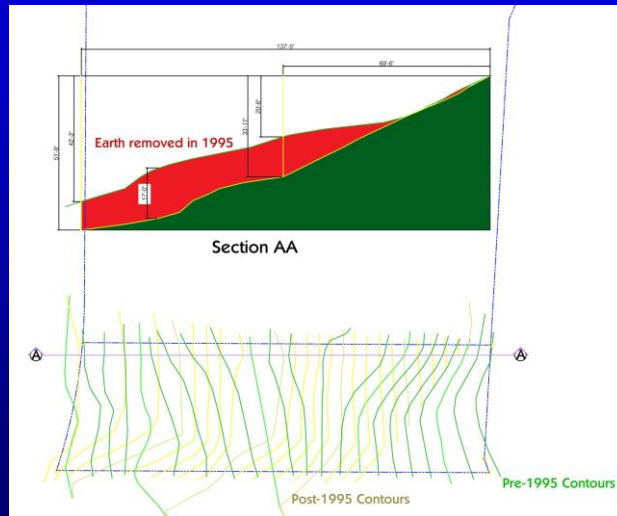 137'-5"
69'-6"
20'-6"
33'-11"
42'-3"
51'-9"
Earth removed in 1995
17'-0"
Section AA
A
A
Pre-1995 Contours
Post-1995 Contours